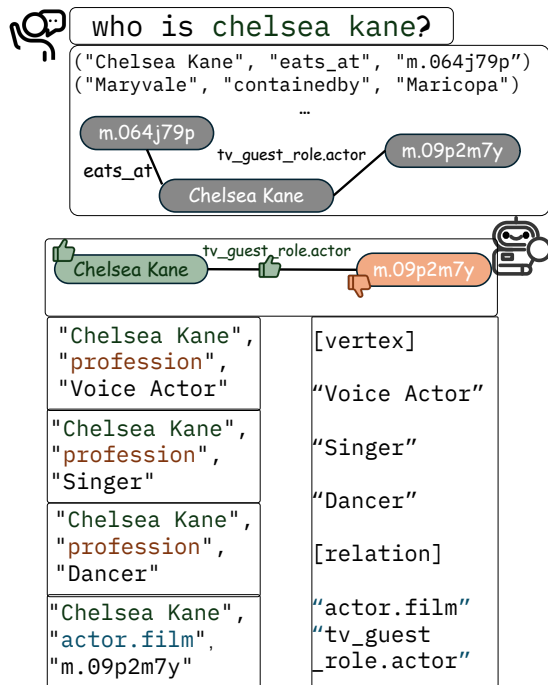 who is chelsea kane?
("Chelsea Kane", "eats_at", "m.064j79p”)
("Maryvale", "containedby", "Maricopa")
…
m.064j79p
tv_guest_role.actor
m.09p2m7y
eats_at
Chelsea Kane
tv_guest_role.actor
Chelsea Kane
m.09p2m7y
"Chelsea Kane",
"profession",
"Voice Actor"
"Chelsea Kane",
"profession",
"Singer"
"Chelsea Kane",
"profession",
"Dancer"
"Chelsea Kane",
"actor.film",
"m.09p2m7y"
[vertex]
“Voice Actor”
“Singer”
“Dancer”
[relation]
“actor.film”
“tv_guest
_role.actor”